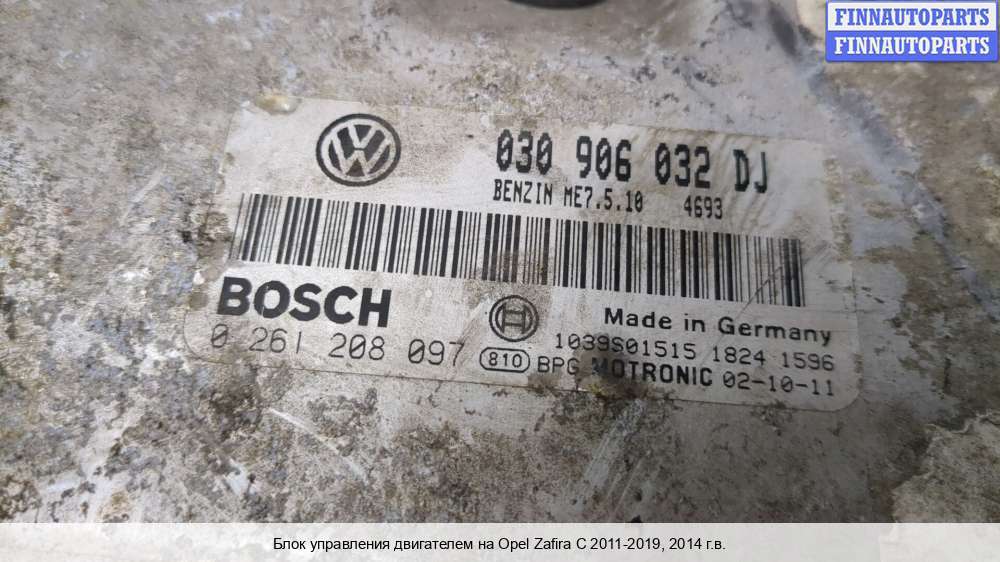 FINNAUTOPARTS
FINNAUTOPARTS
030 906 032 DJ
BENZIN ME7.5.10 4693
BOSCH
0 261 208 097
Made in Germany
1039S01515 1824 1596
810 BPG MOTRONIC 02-10-11
Блок управления двигателем на Opel Zafira C 2011-2019, 2014 г.в.